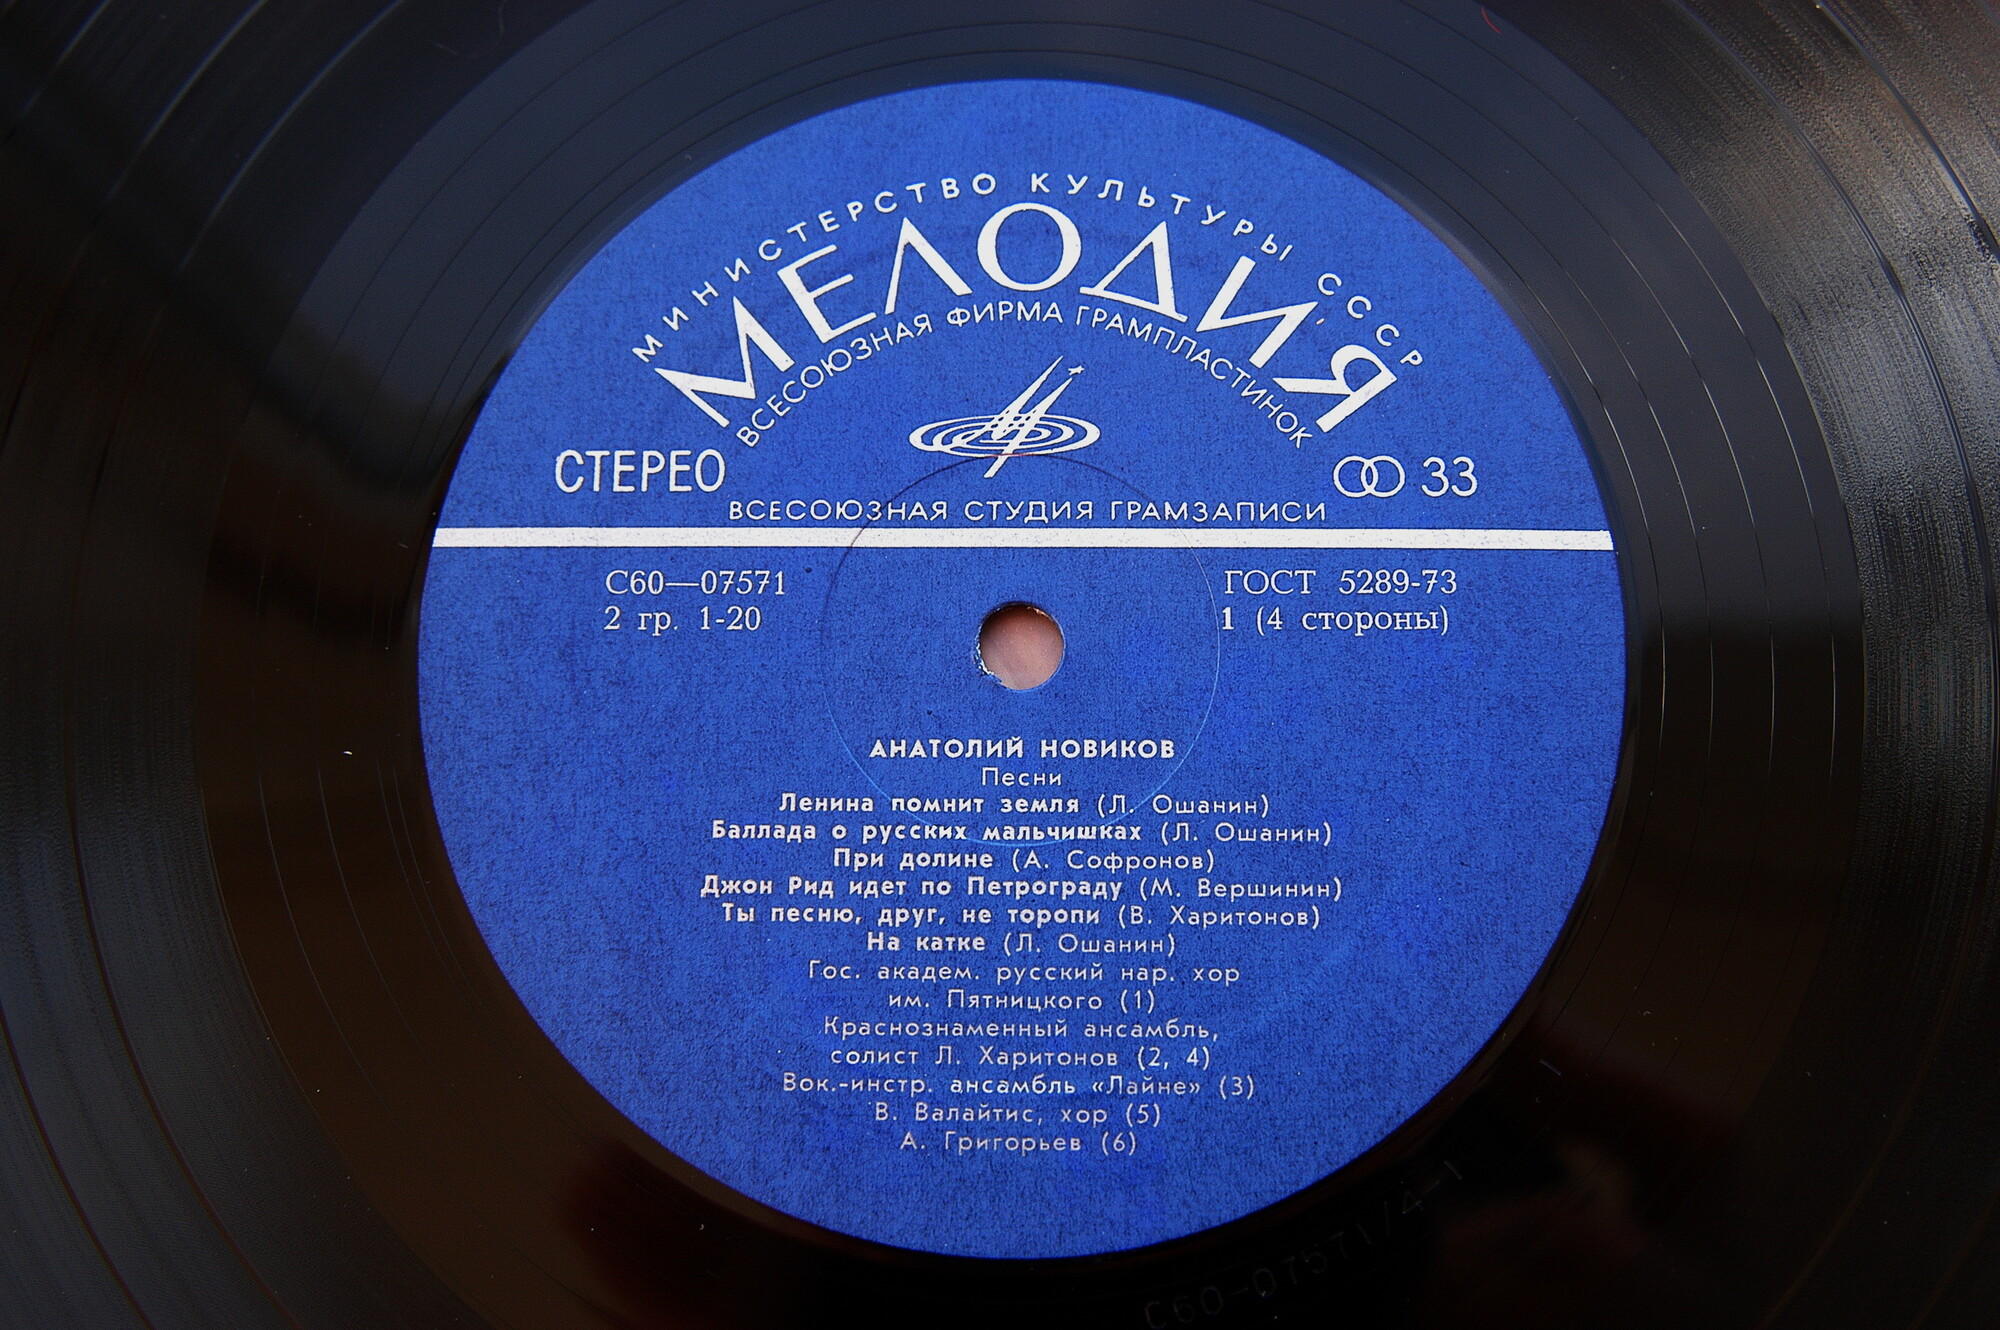 МИНИСТЕРСТВО КУЛЬТУРЫ СССР
МЕЛОДИЯ
ВСЕСОЮЗНАЯ ФИРМА ГРАМПЛАСТИНОК
СТЕРЕО
33
ВСЕСОЮЗНАЯ СТУДИЯ ГРАМЗАПИСИ
С60—07571
ГОСТ 5289-73
2 гр. 1-20
1 (4 стороны)
АНАТОЛИЙ НОВИКОВ
Песни
Ленина помнит земля (Л. Ошанин)
Баллада о русских мальчишках (Л. Ошанин)
При долине (А. Софронов)
Джон Рид идет по Петрограду (М. Вершинин)
Ты песню, друг, не торопи (В. Харитонов)
На катке (Л. Ошанин)
Гос. академ. русский нар. хор
им. Пятницкого (1)
Краснознаменный ансамбль,
солист Л. Харитонов (2, 4)
Вок.-инстр. ансамбль «Лайне» (3)
В. Валайтис, хор (5)
А. Григорьев (6)
С60-07571/4-1